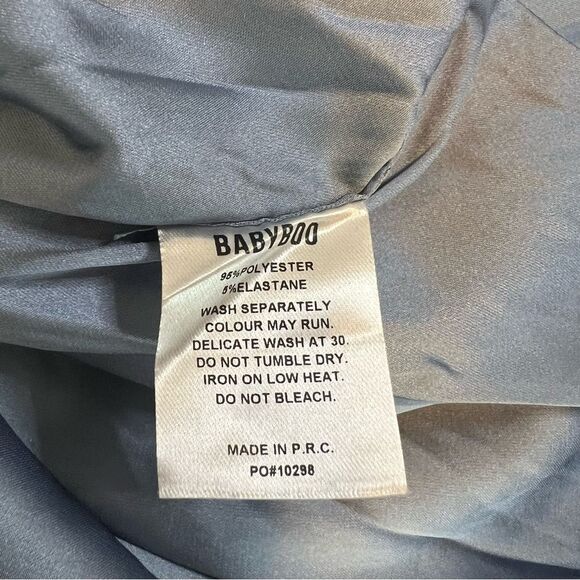 BABYBOO
95%POLYESTER
5%ELASTANE
WASH SEPARATELY
COLOUR MAY RUN.
DELICATE WASH AT 30.
DO NOT TUMBLE DRY.
IRON ON LOW HEAT.
DO NOT BLEACH.
MADE IN P.R.C.
PO#10298